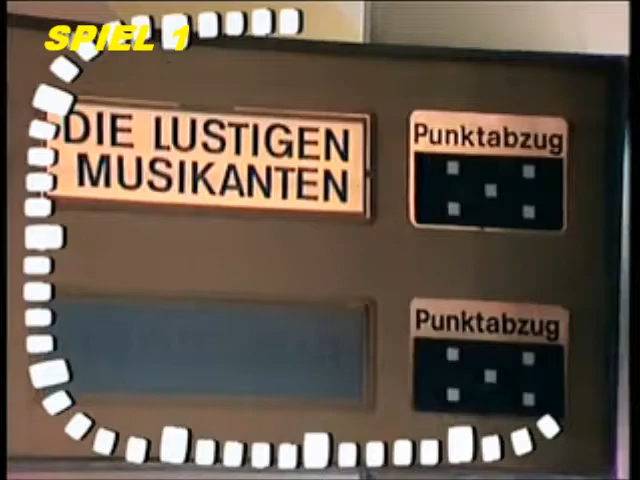 SPIEL 1
DIE LUSTIGEN
MUSIKANTEN
Punktabzug
Punktabzug